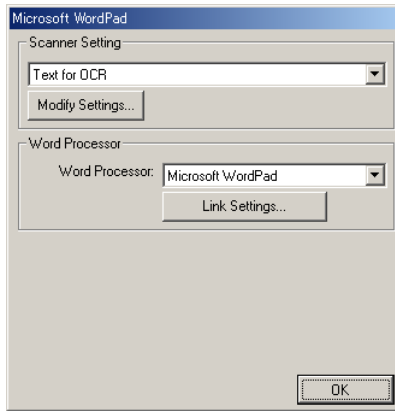 Microsoft WordPad
Scanner Setting
Text for OCR
Modify Settings...
Word Processor
Word Processor: Microsoft WordPad
Link Settings...
OK